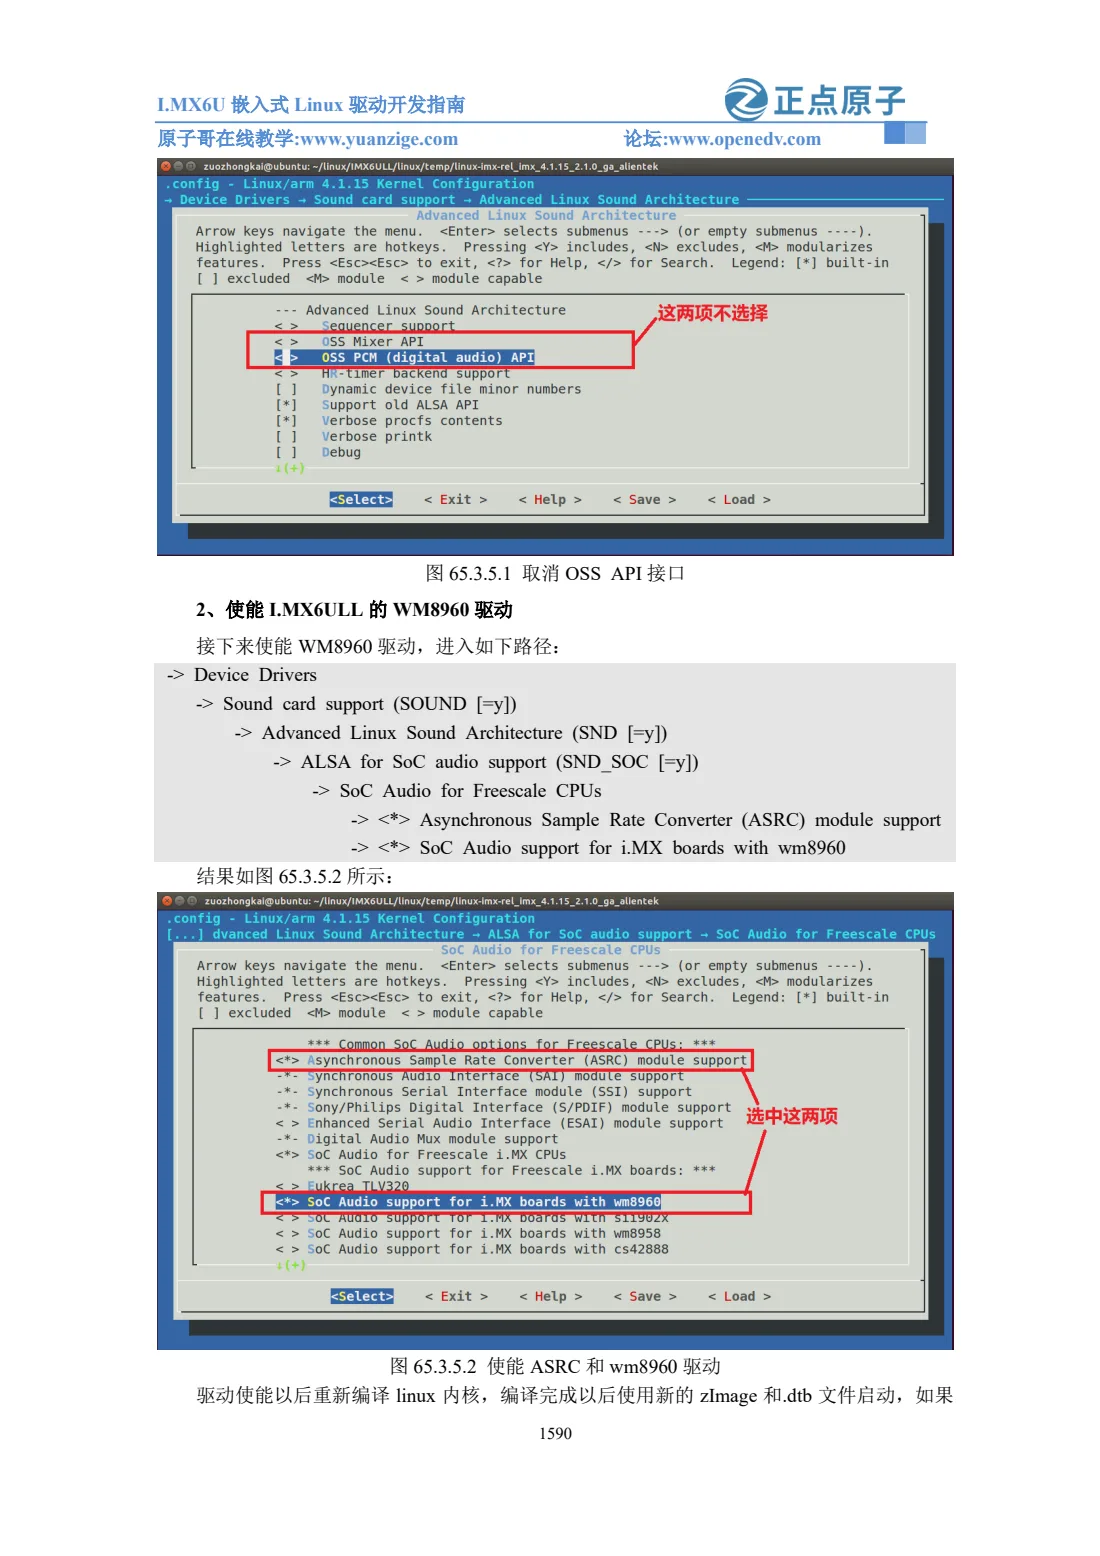 I.MX6U 嵌入式 Linux 驱动开发指南
正点原子
原子哥在线教学:www.yuanzige.com 论坛:www.openedv.com
zuozhongkai@ubuntu: ~/linux/IMX6ULL/linux/temp/linux-imx-rel_imx_4.1.15_2.1.0_ga_alientek
.config - Linux/arm 4.1.15 Kernel Configuration
→ Device Drivers → Sound card support → Advanced Linux Sound Architecture
Advanced Linux Sound Architecture
Arrow keys navigate the menu.  <Enter> selects submenus ---> (or empty submenus ----).
Highlighted letters are hotkeys.  Pressing <Y> includes, <N> excludes, <M> modularizes
features.  Press <Esc><Esc> to exit, <?> for Help, </> for Search.  Legend: [*] built-in
[ ] excluded  <M> module  < > module capable
--- Advanced Linux Sound Architecture
这两项不选择
< >   Sequencer support
< >   OSS Mixer API
< >   OSS PCM (digital audio) API
< >   HR-timer backend support
[ ]   Dynamic device file minor numbers
[*]   Support old ALSA API
[*]   Verbose procfs contents
[ ]   Verbose printk
[ ]   Debug
↓(+)
<Select>    < Exit >    < Help >    < Save >    < Load >
图 65.3.5.1 取消 OSS API 接口
2、使能 I.MX6ULL 的 WM8960 驱动
接下来使能 WM8960 驱动，进入如下路径：
-> Device Drivers
-> Sound card support (SOUND [=y])
-> Advanced Linux Sound Architecture (SND [=y])
-> ALSA for SoC audio support (SND_SOC [=y])
-> SoC Audio for Freescale CPUs
-> <*> Asynchronous Sample Rate Converter (ASRC) module support
-> <*> SoC Audio support for i.MX boards with wm8960
结果如图 65.3.5.2 所示：
zuozhongkai@ubuntu: ~/linux/IMX6ULL/linux/temp/linux-imx-rel_imx_4.1.15_2.1.0_ga_alientek
.config - Linux/arm 4.1.15 Kernel Configuration
[...] dvanced Linux Sound Architecture → ALSA for SoC audio support → SoC Audio for Freescale CPUs
SoC Audio for Freescale CPUs
Arrow keys navigate the menu.  <Enter> selects submenus ---> (or empty submenus ----).
Highlighted letters are hotkeys.  Pressing <Y> includes, <N> excludes, <M> modularizes
features.  Press <Esc><Esc> to exit, <?> for Help, </> for Search.  Legend: [*] built-in
[ ] excluded  <M> module  < > module capable
*** Common SoC Audio options for Freescale CPUs: ***
<*> Asynchronous Sample Rate Converter (ASRC) module support
-*- Synchronous Audio Interface (SAI) module support
-*- Synchronous Serial Interface module (SSI) support
-*- Sony/Philips Digital Interface (S/PDIF) module support
选中这两项
< > Enhanced Serial Audio Interface (ESAI) module support
-*- Digital Audio Mux module support
<*> SoC Audio for Freescale i.MX CPUs
*** SoC Audio support for Freescale i.MX boards: ***
< > Eukrea TLV320
<*> SoC Audio support for i.MX boards with wm8960
< > SoC Audio support for i.MX boards with sii902x
< > SoC Audio support for i.MX boards with wm8958
< > SoC Audio support for i.MX boards with cs42888
↓(+)
<Select>    < Exit >    < Help >    < Save >    < Load >
图 65.3.5.2 使能 ASRC 和 wm8960 驱动
驱动使能以后重新编译 linux 内核，编译完成以后使用新的 zImage 和.dtb 文件启动，如果
1590